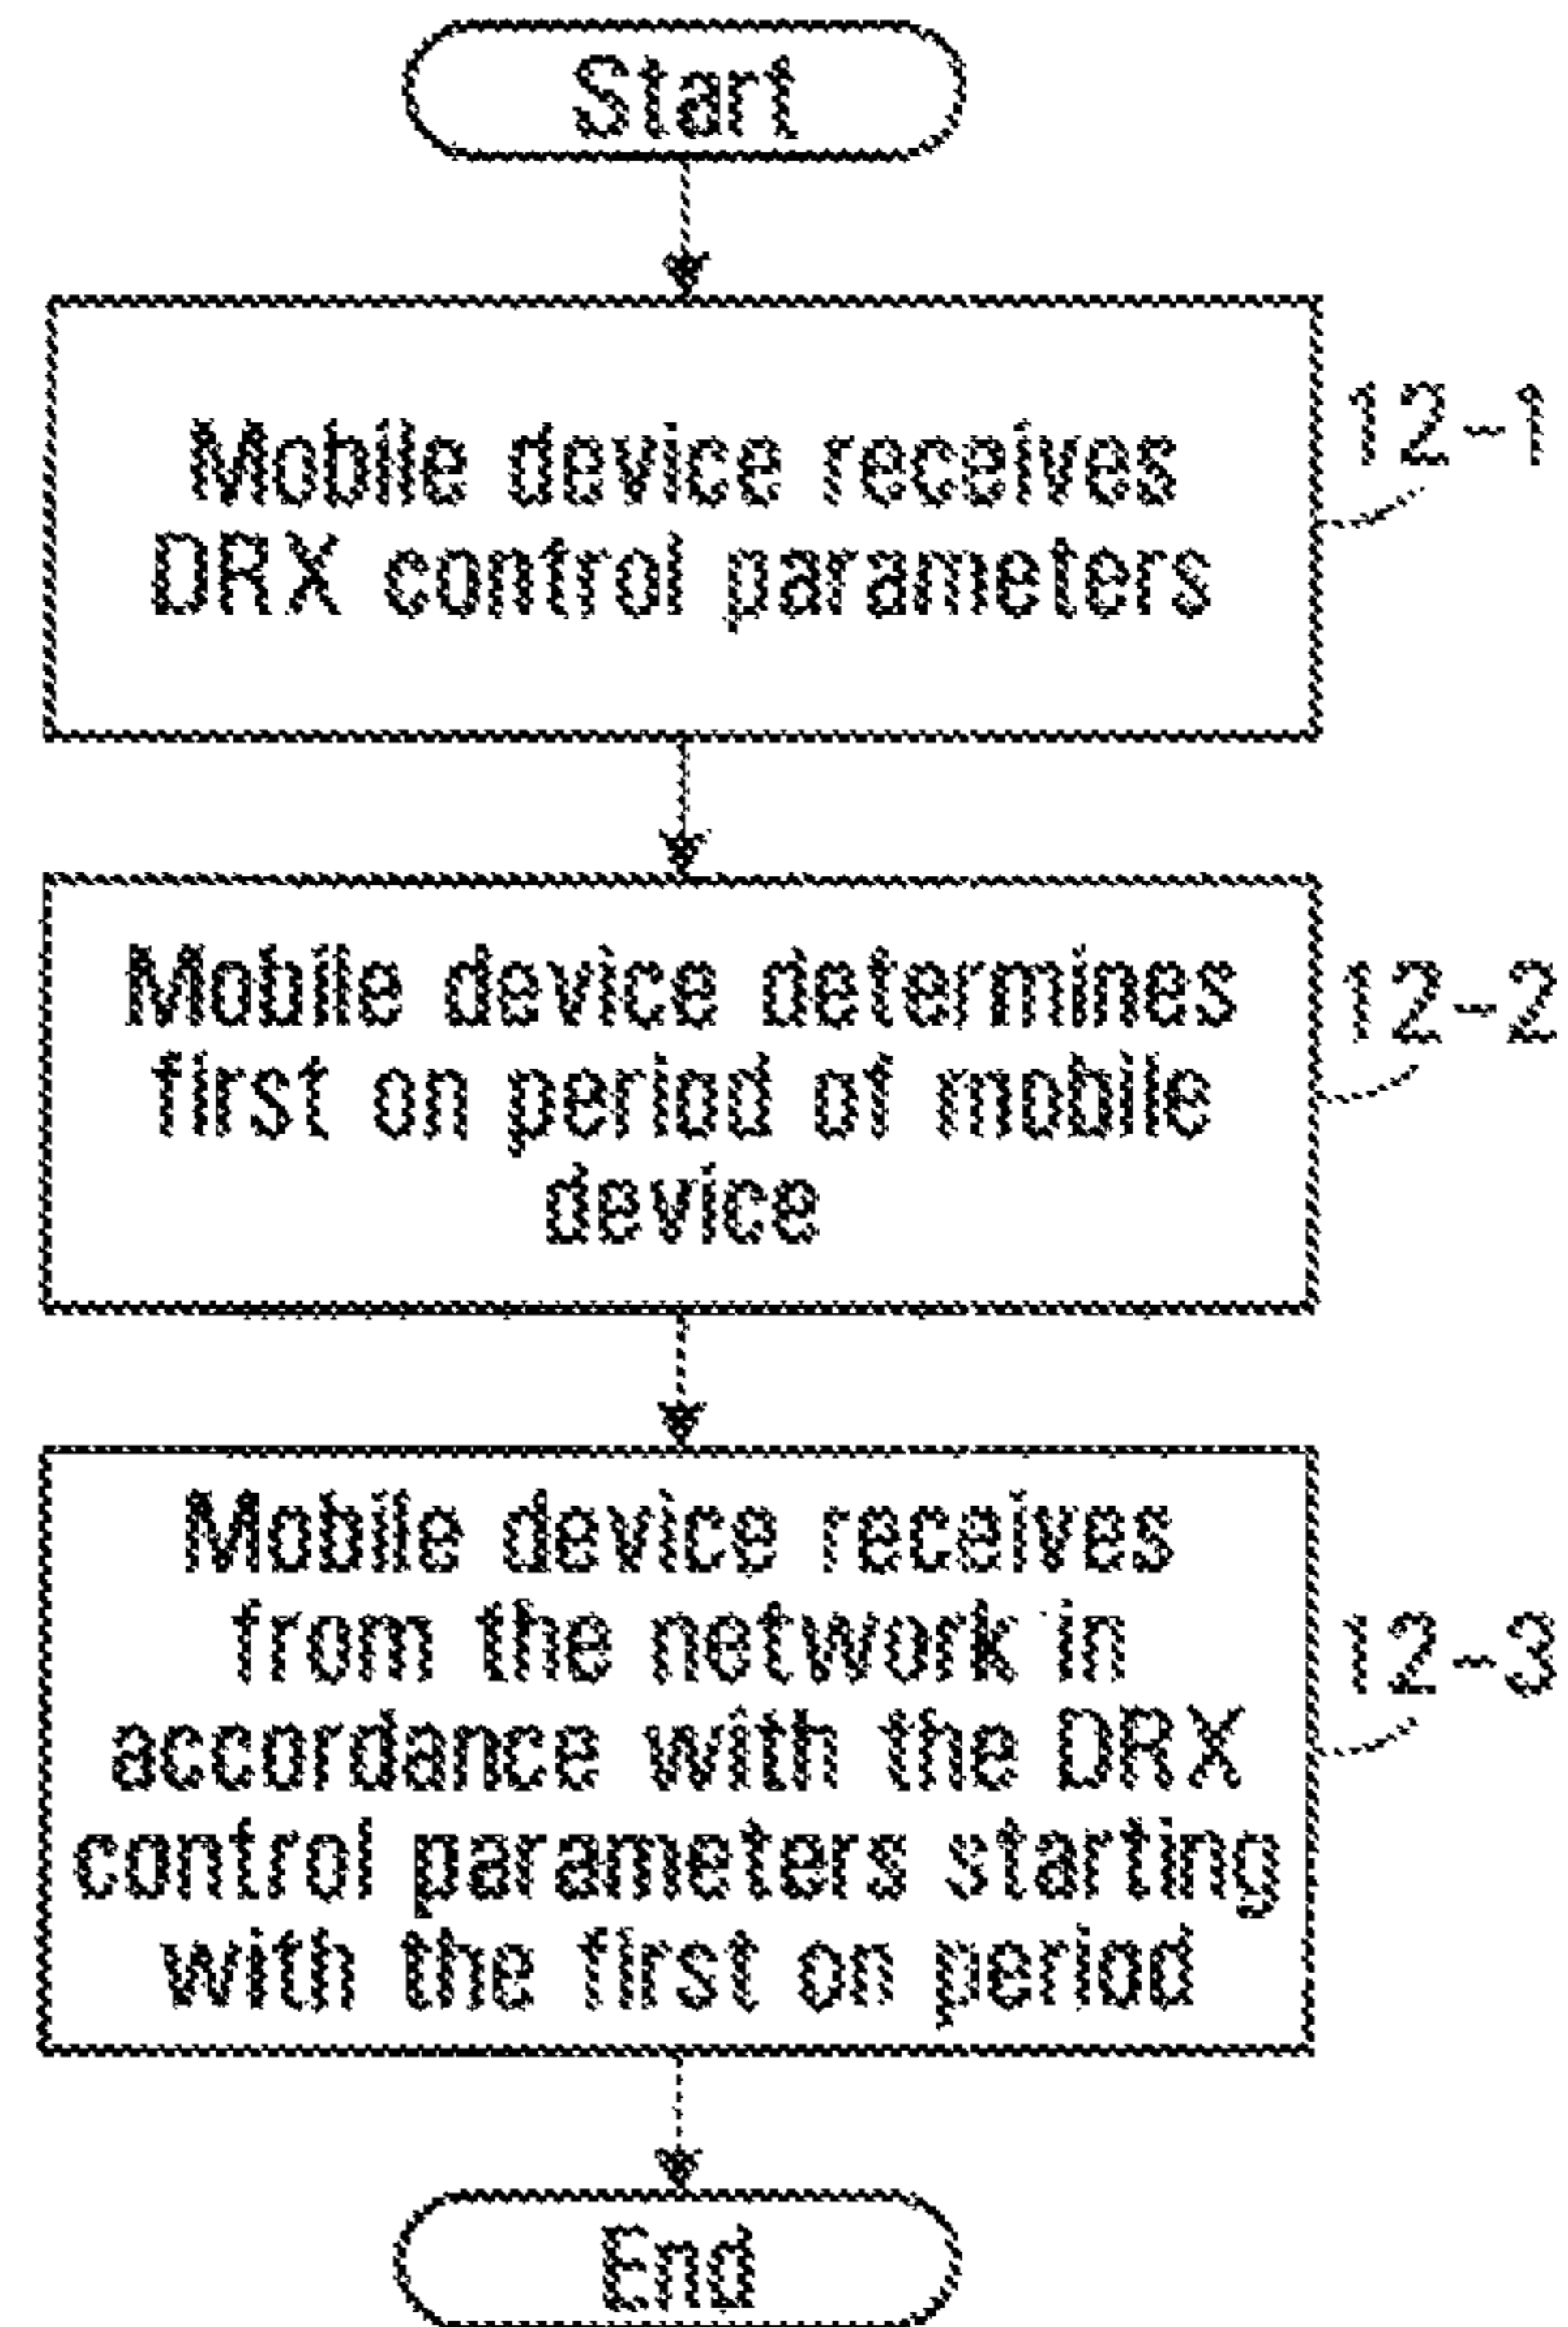 Start
Mobile device receives
DRX control parameters
12-1
Mobile device determines
first on period of mobile
device
12-2
Mobile device receives
from the network in
accordance with the DRX
control parameters starting
with the first on period
12-3
End